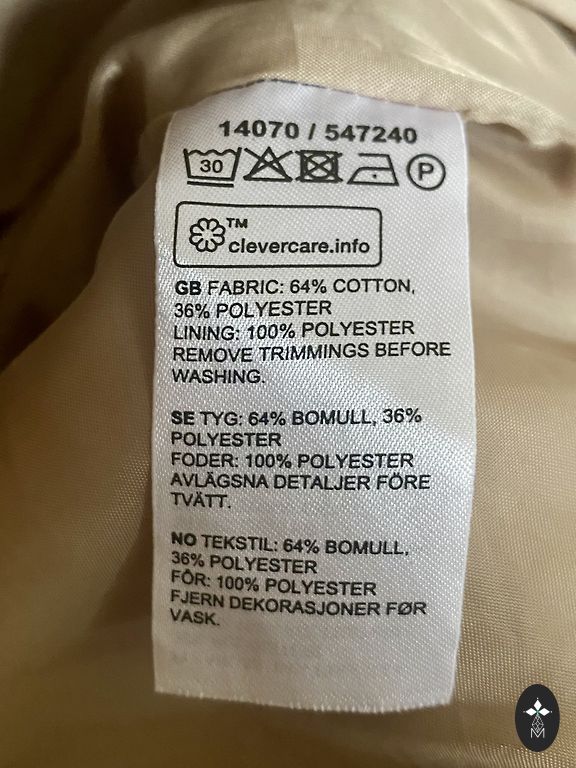 14070 / 547240
30
P
TM
clevercare.info
GB FABRIC: 64% COTTON,
36% POLYESTER
LINING: 100% POLYESTER
REMOVE TRIMMINGS BEFORE
WASHING.
SE TYG: 64% BOMULL, 36%
POLYESTER
FODER: 100% POLYESTER
AVLÄGSNA DETALJER FÖRE
TVÄTT.
NO TEKSTIL: 64% BOMULL,
36% POLYESTER
FÔR: 100% POLYESTER
FJERN DEKORASJONER FØR
VASK.
M